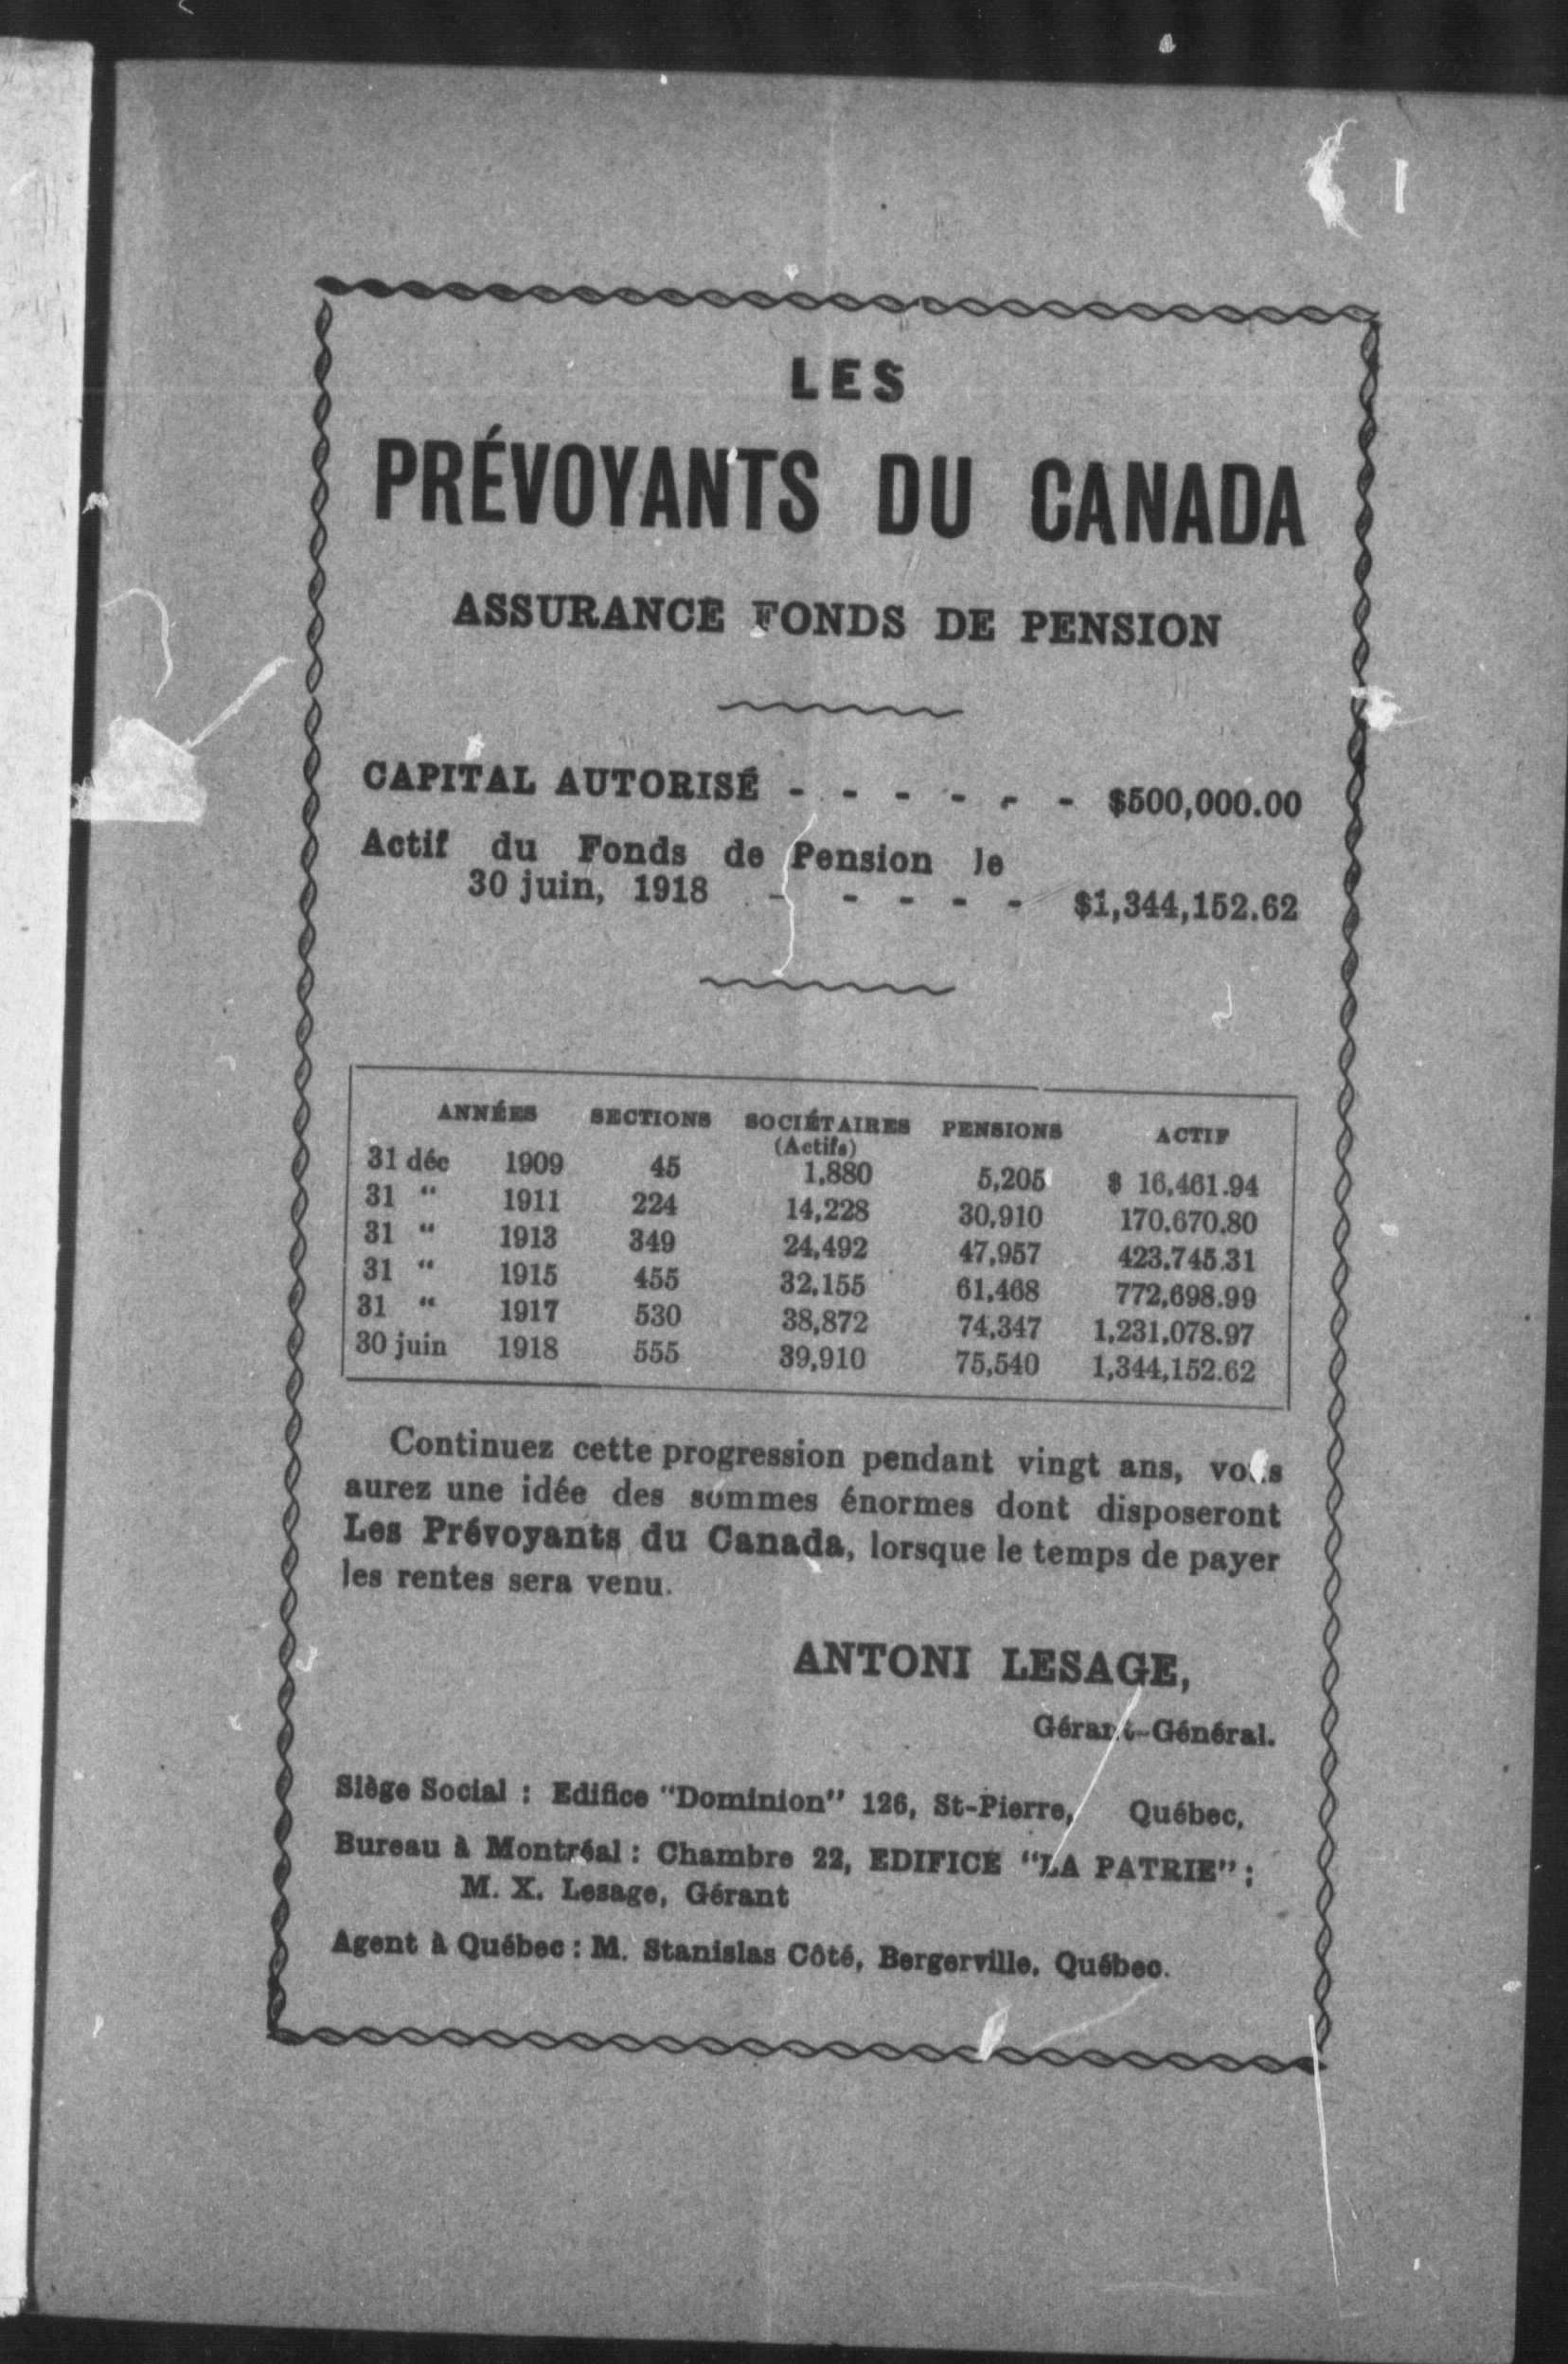 LES
PRÉVOYANTS DU CANADA
ASSURANCE FONDS DE PENSION
CAPITAL AUTORISÉ - - - - - - $500,000.00
Actif du Fonds de Pension le
30 juin, 1918 - - - - - $1,344,152.62
ANNÉES SECTIONS SOCIÉTAIRES PENSIONS ACTIF
(Actifs)
31 déc 1909 45 1,880 5,205 $ 16,461.94
31 “ 1911 224 14,228 30,910 170.670.80
31 “ 1913 349 24,492 47,957 423.745.31
31 “ 1915 455 32,155 61,468 772,698.99
31 “ 1917 530 38,872 74,347 1,231,078.97
30 juin 1918 555 39,910 75,540 1,344,152.62
Continuez cette progression pendant vingt ans, vous
aurez une idée des sommes énormes dont disposeront
Les Prévoyants du Canada, lorsque le temps de payer
les rentes sera venu.
ANTONI LESAGE,
Gérant-Général.
Siège Social : Edifice "Dominion" 126, St-Pierre, Québec,
Bureau à Montréal : Chambre 22, EDIFICE "LA PATRIE" ;
M. X. Lesage, Gérant
Agent à Québec : M. Stanislas Côté, Bergerville, Québec.